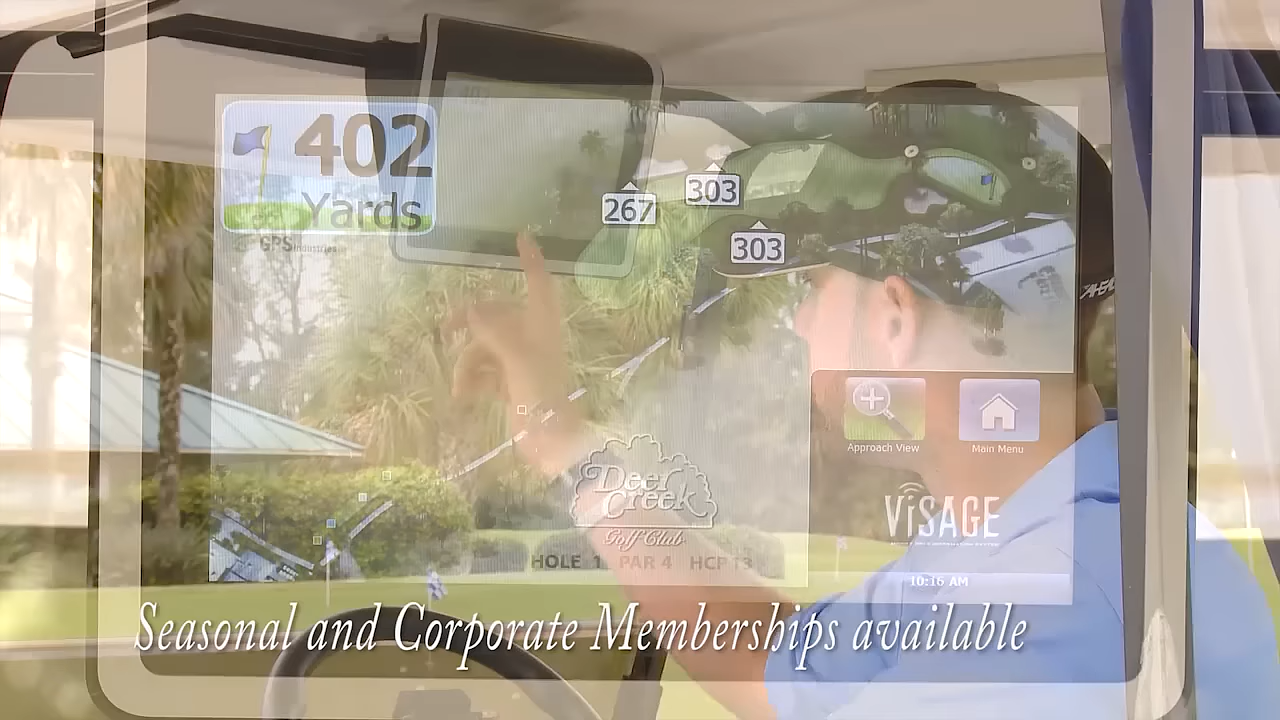 402
Yards
GPS Industries
267
303
303
Approach View
Main Menu
Deer
Creek
Golf Club
ViSAGE
HOLE 1 PAR 4 HCP 13
10:16 AM
Seasonal and Corporate Memberships available